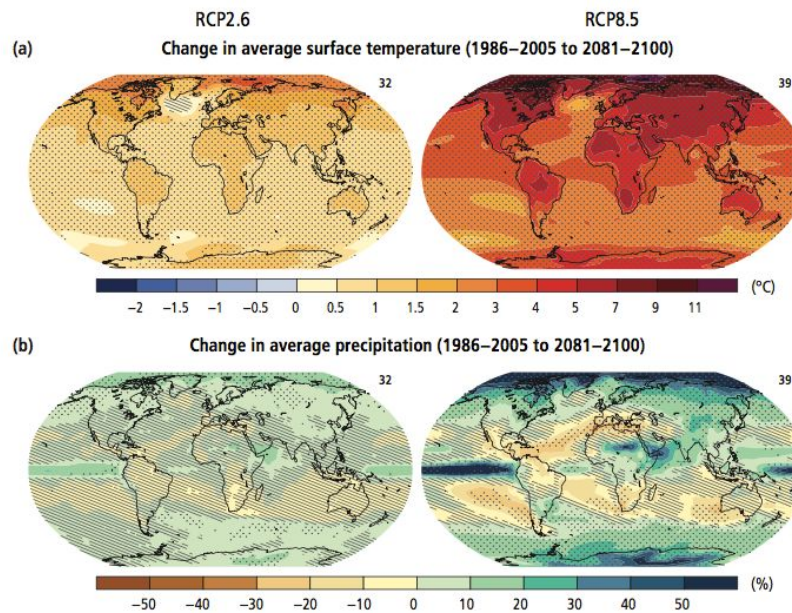 RCP2.6 RCP8.5
(a) Change in average surface temperature (1986–2005 to 2081–2100)
32 39
(°C)
−2 −1.5 −1 −0.5 0 0.5 1 1.5 2 3 4 5 7 9 11
(b) Change in average precipitation (1986–2005 to 2081–2100)
32 39
(%)
−50 −40 −30 −20 −10 0 10 20 30 40 50